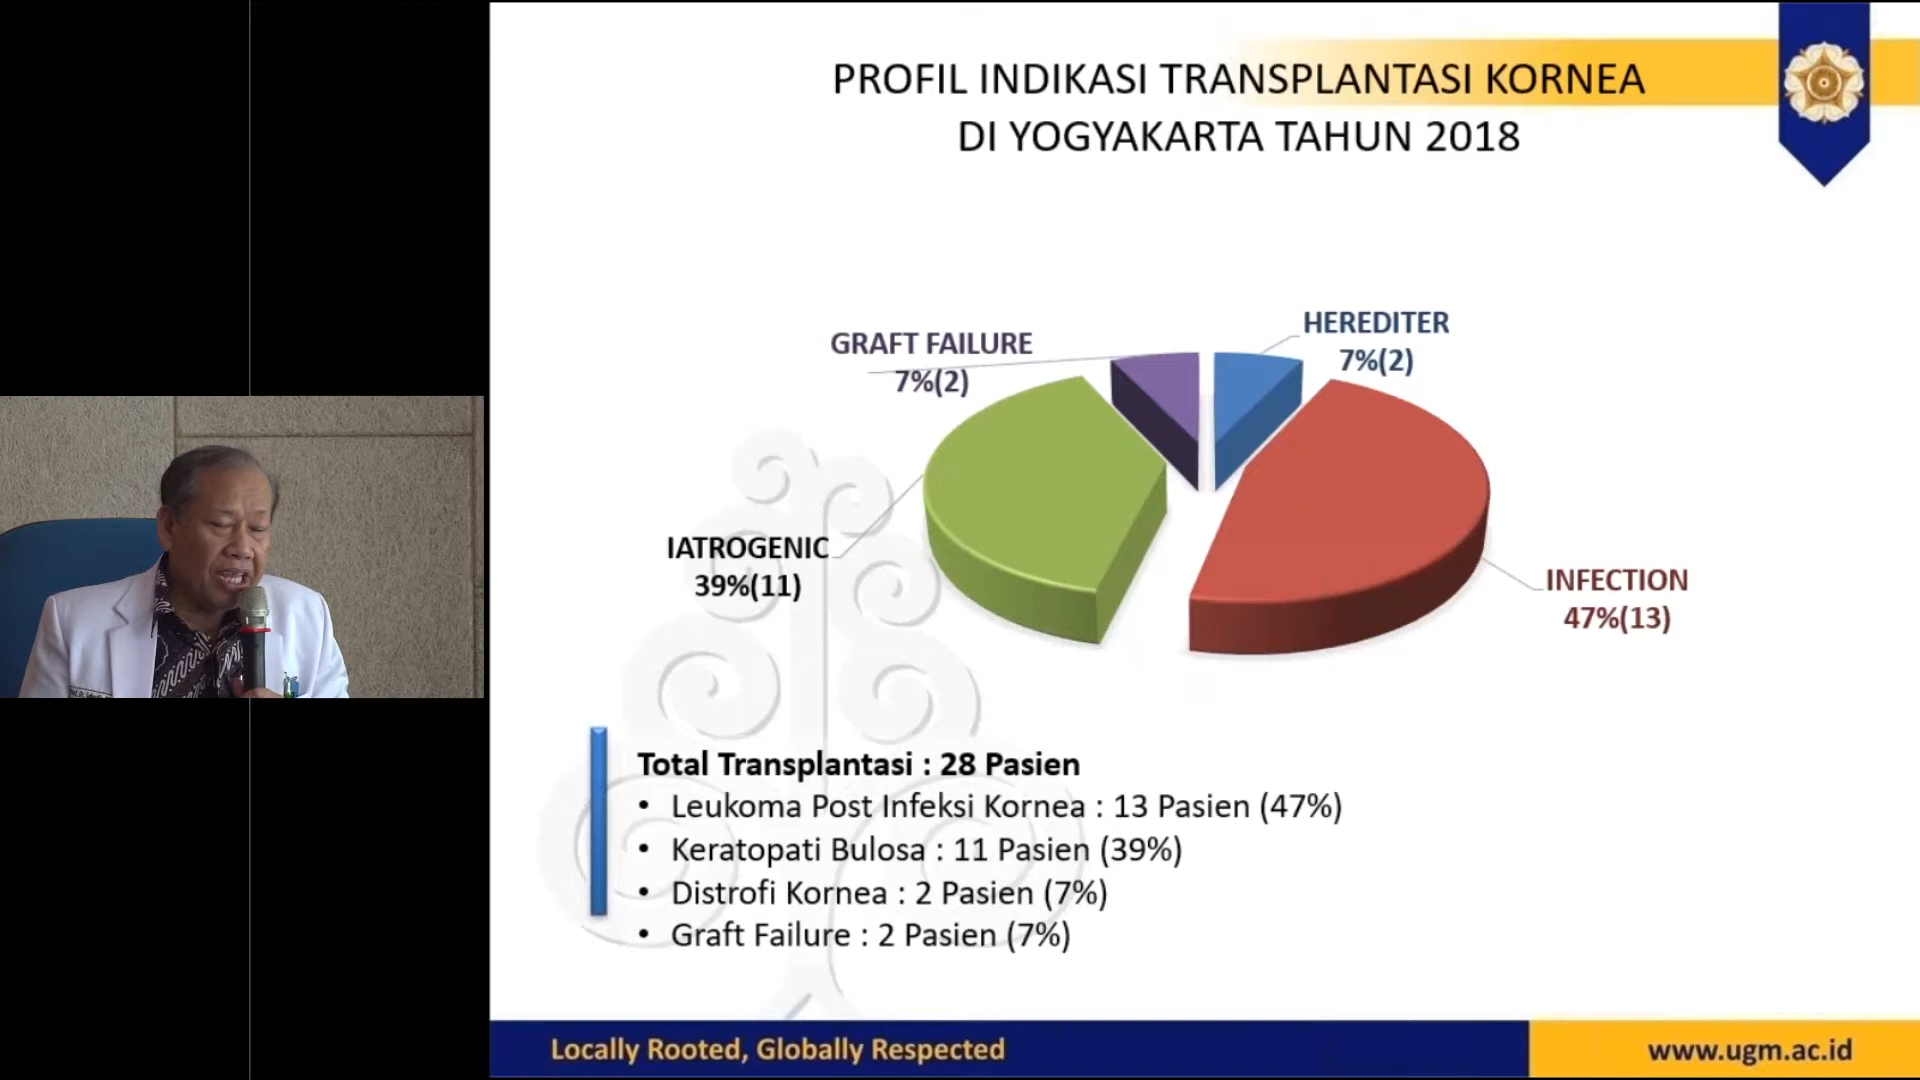 PROFIL INDIKASI TRANSPLANTASI KORNEA
DI YOGYAKARTA TAHUN 2018
GRAFT FAILURE
7%(2)
HEREDITER
7%(2)
IATROGENIC
39%(11)
INFECTION
47%(13)
Total Transplantasi : 28 Pasien
• Leukoma Post Infeksi Kornea : 13 Pasien (47%)
• Keratopati Bulosa : 11 Pasien (39%)
• Distrofi Kornea : 2 Pasien (7%)
• Graft Failure : 2 Pasien (7%)
Locally Rooted, Globally Respected
www.ugm.ac.id